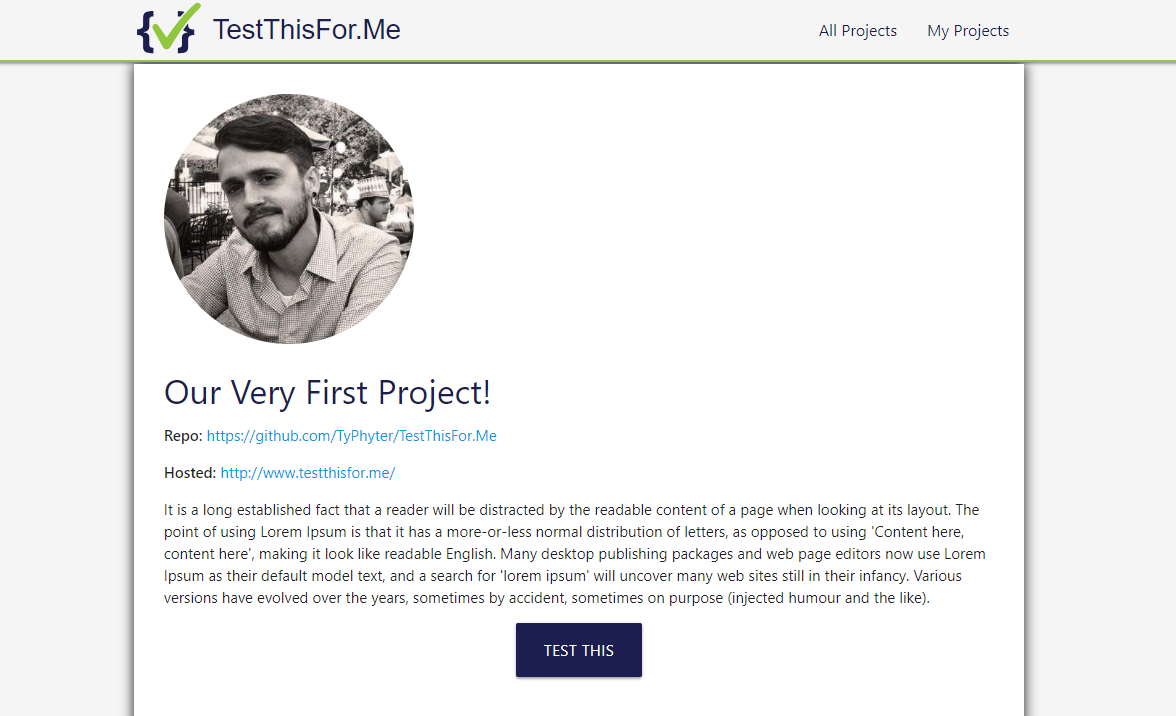 TestThisFor.Me
All Projects
My Projects
Our Very First Project!
Repo: https://github.com/TyPhyter/TestThisFor.Me
Hosted: http://www.testthisfor.me/
It is a long established fact that a reader will be distracted by the readable content of a page when looking at its layout. The
point of using Lorem Ipsum is that it has a more-or-less normal distribution of letters, as opposed to using 'Content here,
content here', making it look like readable English. Many desktop publishing packages and web page editors now use Lorem
Ipsum as their default model text, and a search for 'lorem ipsum' will uncover many web sites still in their infancy. Various
versions have evolved over the years, sometimes by accident, sometimes on purpose (injected humour and the like).
TEST THIS